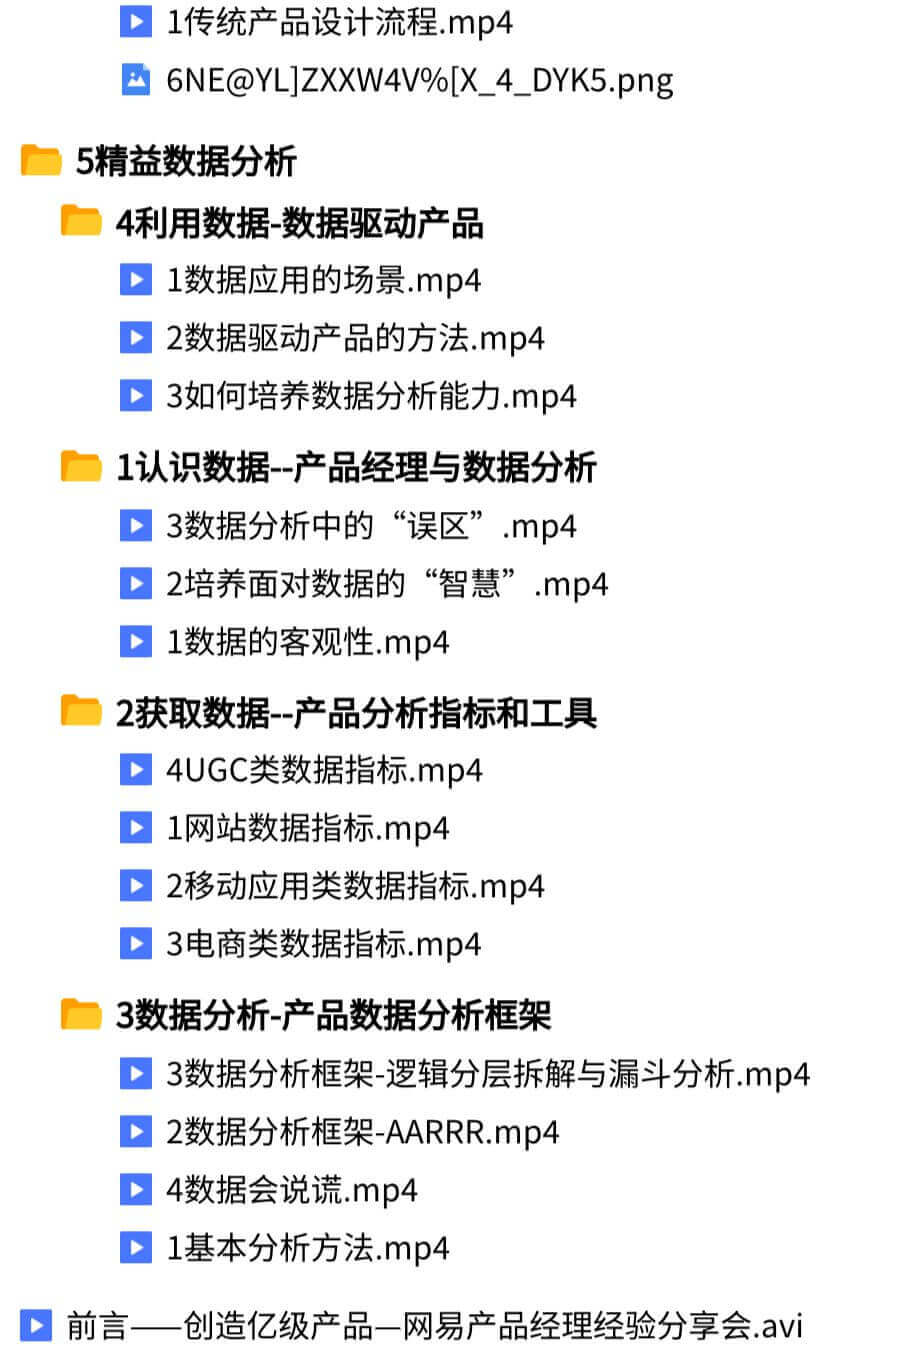 1传统产品设计流程.mp4
6NE@YL]ZXXW4V%[X_4_DYK5.png
5精益数据分析
4利用数据-数据驱动产品
1数据应用的场景.mp4
2数据驱动产品的方法.mp4
3如何培养数据分析能力.mp4
1认识数据--产品经理与数据分析
3数据分析中的“误区”.mp4
2培养面对数据的“智慧”.mp4
1数据的客观性.mp4
2获取数据--产品分析指标和工具
4UGC类数据指标.mp4
1网站数据指标.mp4
2移动应用类数据指标.mp4
3电商类数据指标.mp4
3数据分析-产品数据分析框架
3数据分析框架-逻辑分层拆解与漏斗分析.mp4
2数据分析框架-AARRR.mp4
4数据会说谎.mp4
1基本分析方法.mp4
前言——创造亿级产品—网易产品经理经验分享会.avi